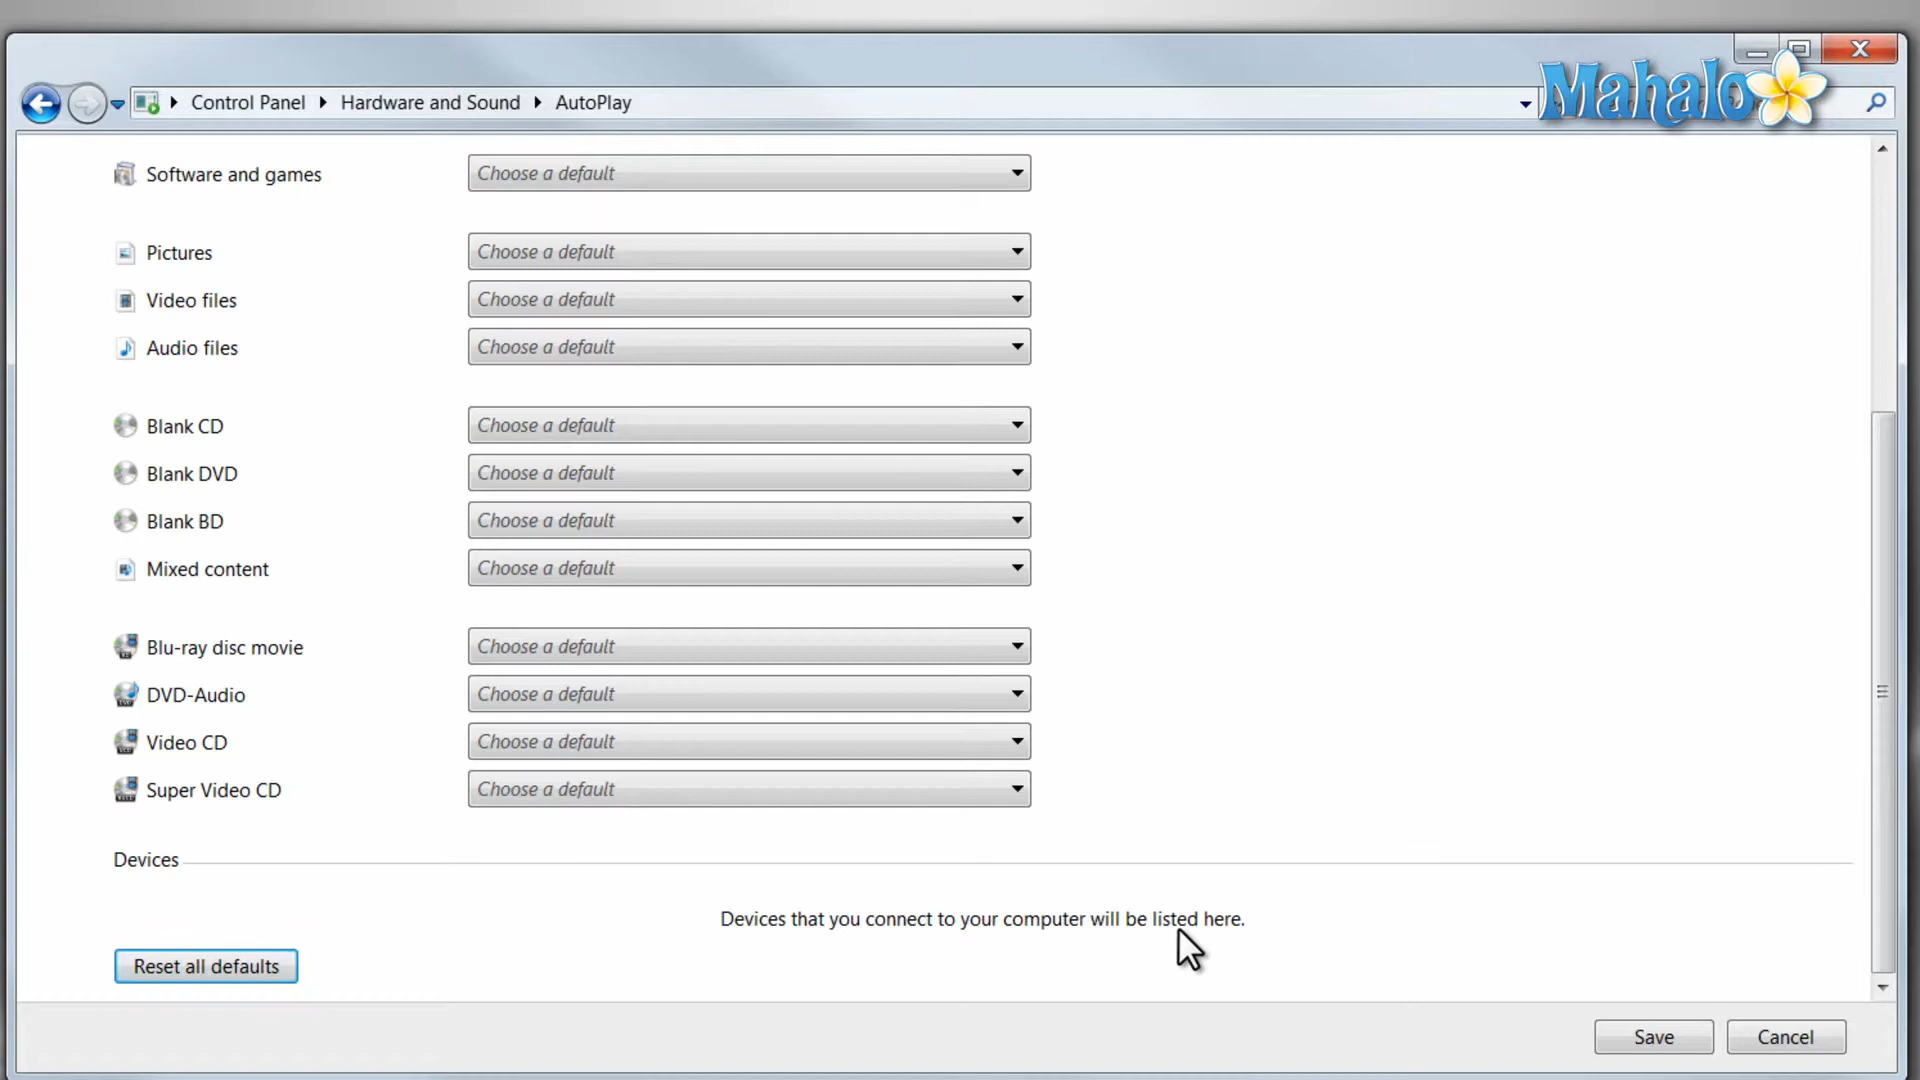 Mahalo
Control Panel Hardware and Sound AutoPlay
Software and games Choose a default
Pictures Choose a default
Video files Choose a default
Audio files Choose a default
Blank CD Choose a default
Blank DVD Choose a default
Blank BD Choose a default
Mixed content Choose a default
Blu-ray disc movie Choose a default
DVD-Audio Choose a default
Video CD Choose a default
Super Video CD Choose a default
Devices
Devices that you connect to your computer will be listed here.
Reset all defaults
Save Cancel